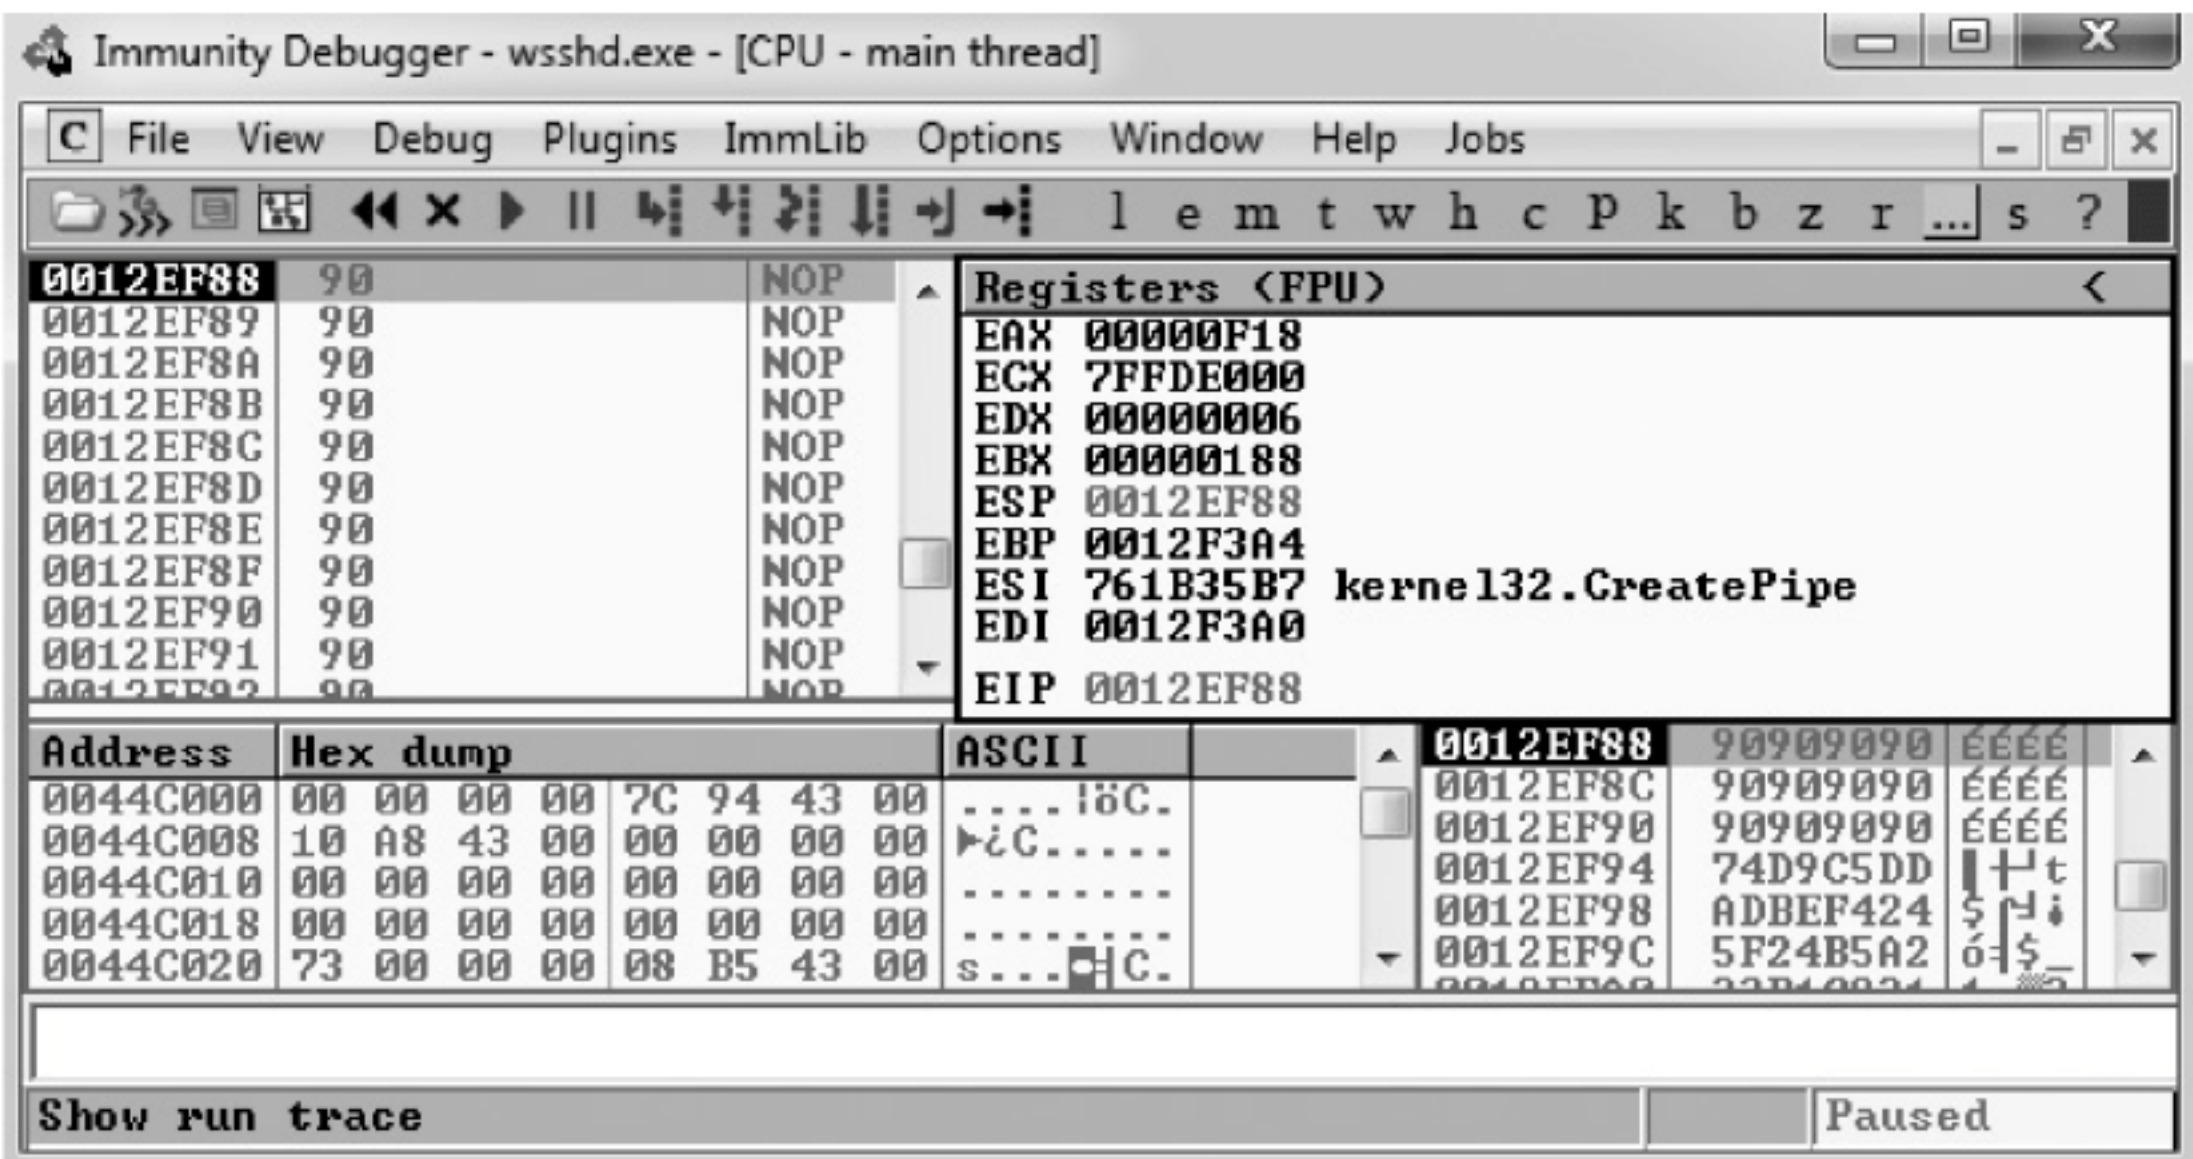 Immunity Debugger - wsshd.exe - [CPU - main thread]
C File View Debug Plugins ImmLib Options Window Help Jobs
l e m t w h c P k b z r ... s ?
0012EF88 90 NOP
0012EF89 90 NOP
0012EF8A 90 NOP
0012EF8B 90 NOP
0012EF8C 90 NOP
0012EF8D 90 NOP
0012EF8E 90 NOP
0012EF8F 90 NOP
0012EF90 90 NOP
0012EF91 90 NOP
0012EF92 90 NOP
Registers (FPU) <
EAX 00000F18
ECX 7FFDE000
EDX 00000006
EBX 00000188
ESP 0012EF88
EBP 0012F3A4
ESI 761B35B7 kernel32.CreatePipe
EDI 0012F3A0
EIP 0012EF88
Address Hex dump ASCII
0044C000 00 00 00 00 7C 94 43 00 ....¦öC.
0044C008 10 A8 43 00 00 00 00 00 ►¿C.....
0044C010 00 00 00 00 00 00 00 00 ........
0044C018 00 00 00 00 00 00 00 00 ........
0044C020 73 00 00 00 08 B5 43 00 s...◘╡C.
0012EF88 90909090 ÉÉÉÉ
0012EF8C 90909090 ÉÉÉÉ
0012EF90 90909090 ÉÉÉÉ
0012EF94 74D9C5DD ▌┼┘t
0012EF98 ADBEF424 $⌠╛¡
0012EF9C 5F24B5A2 ó╡$_
Show run trace
Paused